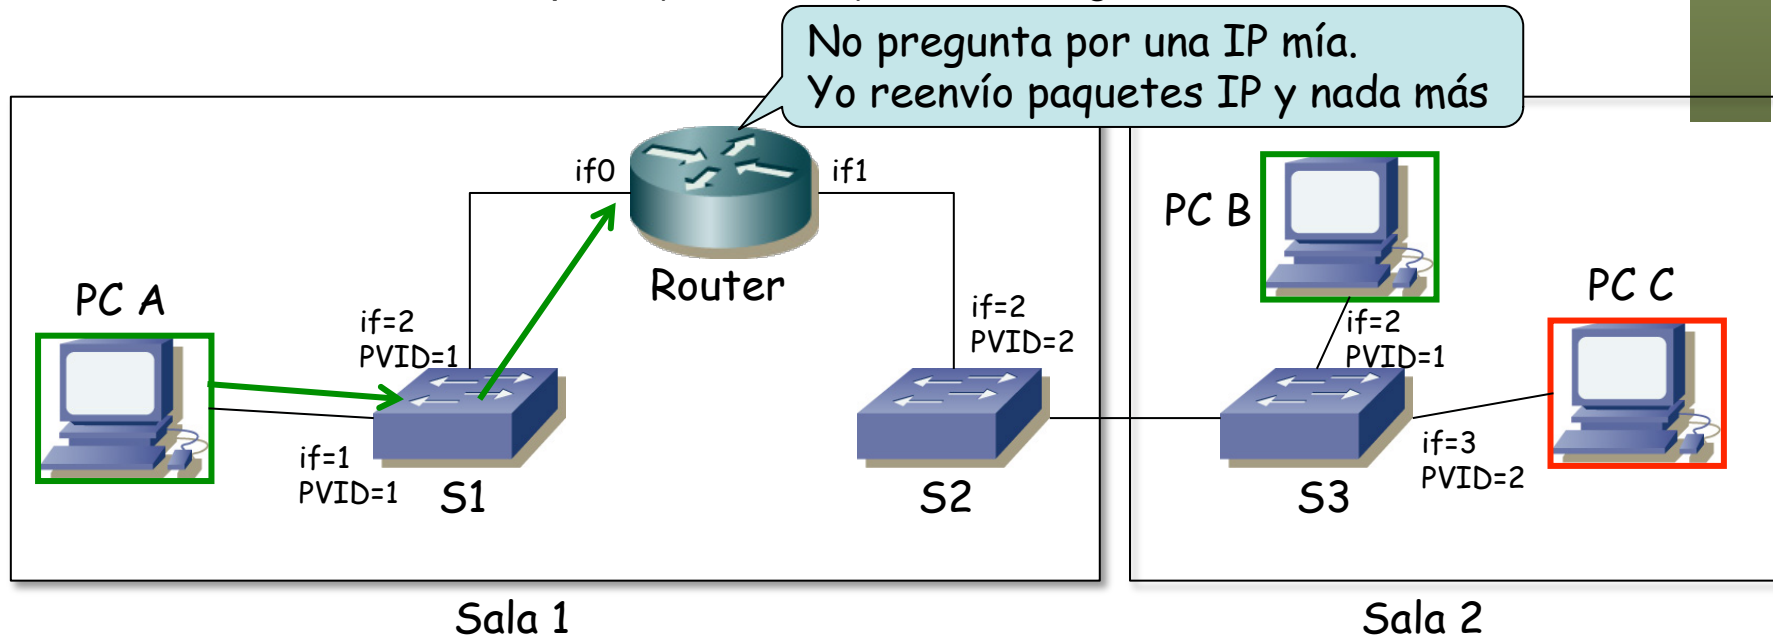 No pregunta por una IP mía.
Yo reenvío paquetes IP y nada más
if0
if1
PC B
Router
PC A
PC C
if=2
PVID=1
if=2
PVID=2
if=2
PVID=1
if=1
PVID=1
if=3
PVID=2
S1
S2
S3
Sala 1
Sala 2